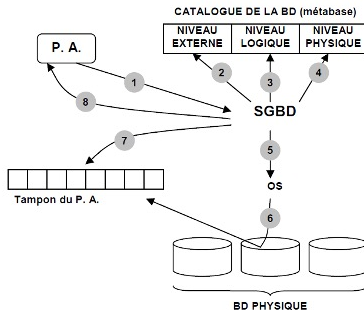 CATALOGUE DE LA BD (métabase)
NIVEAU EXTERNE
NIVEAU LOGIQUE
NIVEAU PHYSIQUE
P. A.
1
2
3
4
8
SGBD
7
5
Tampon du P. A.
OS
6
BD PHYSIQUE